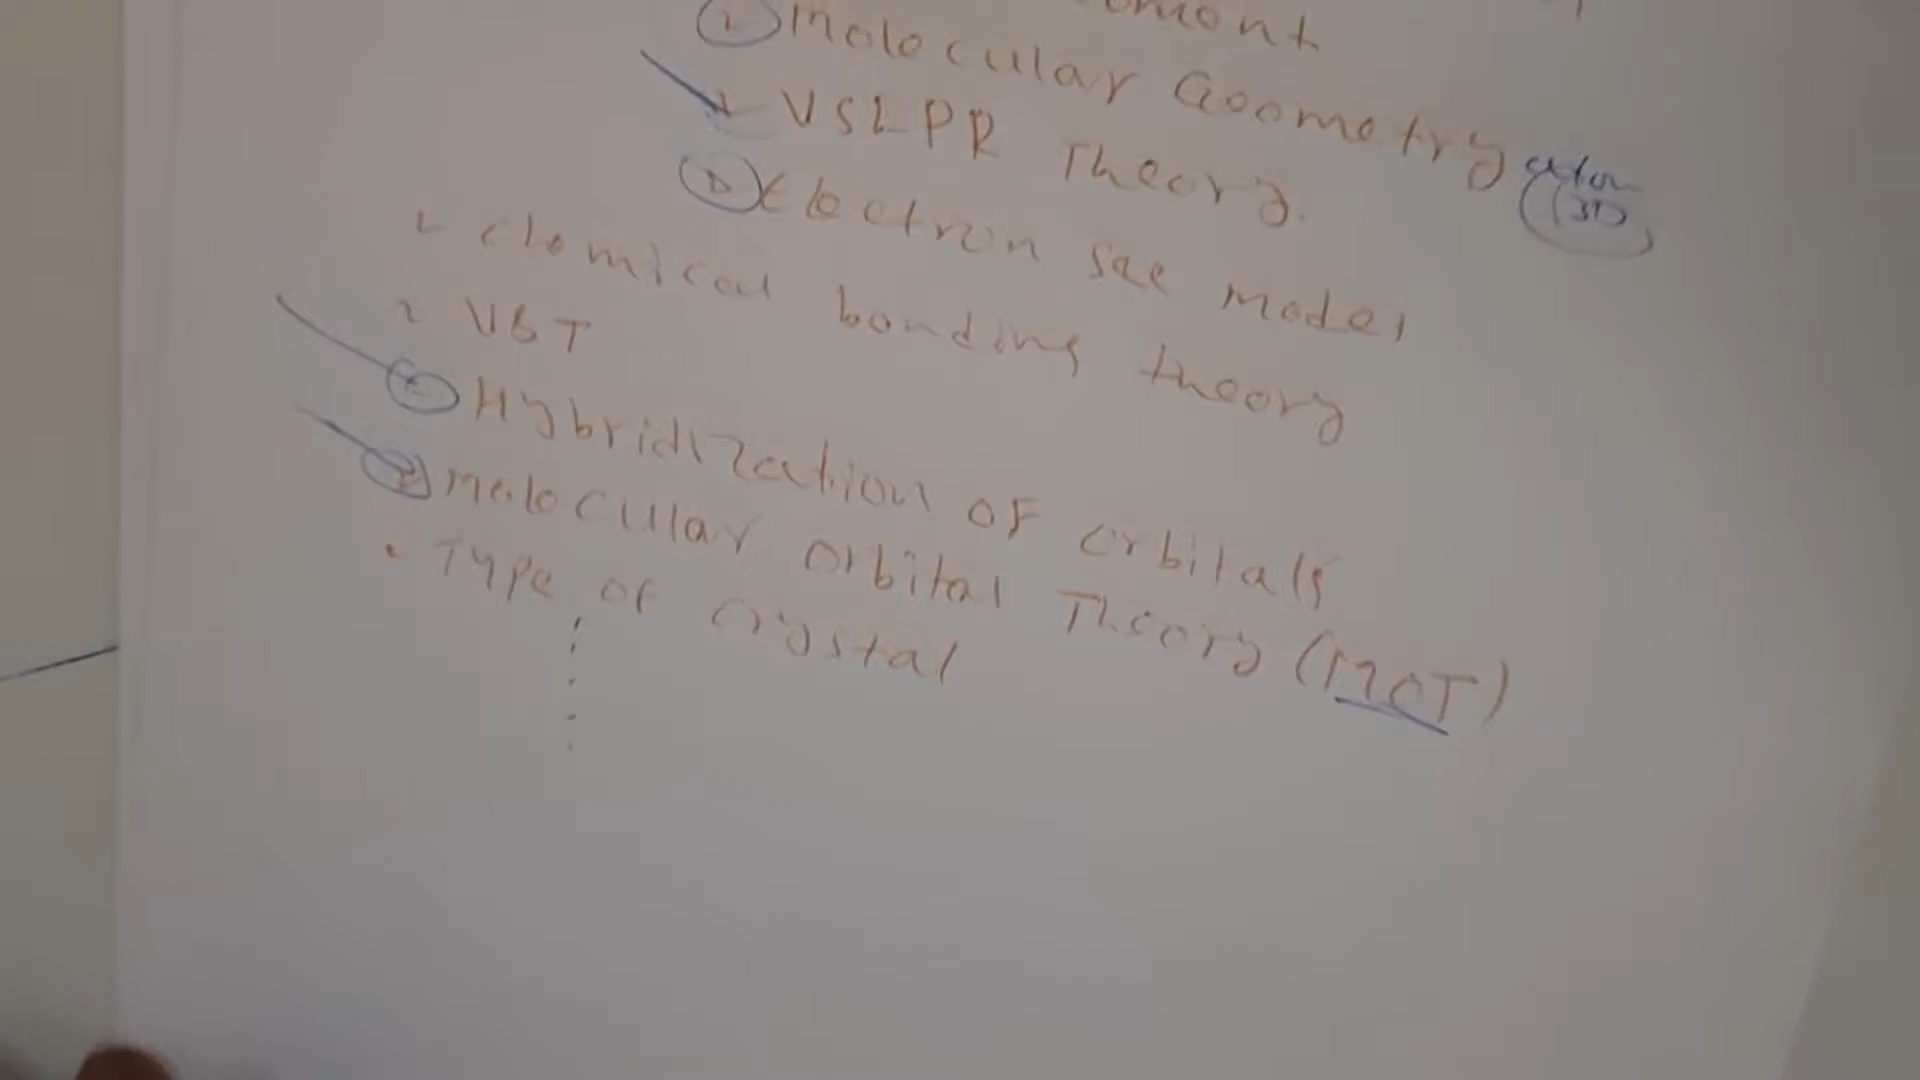 Molecular Geometry
VSEPR Theory.
(3D)
Electron sea model
chemical bonding theory
VBT
Hybridization of orbitals
Molecular Orbital Theory (MOT)
• Type of crystal